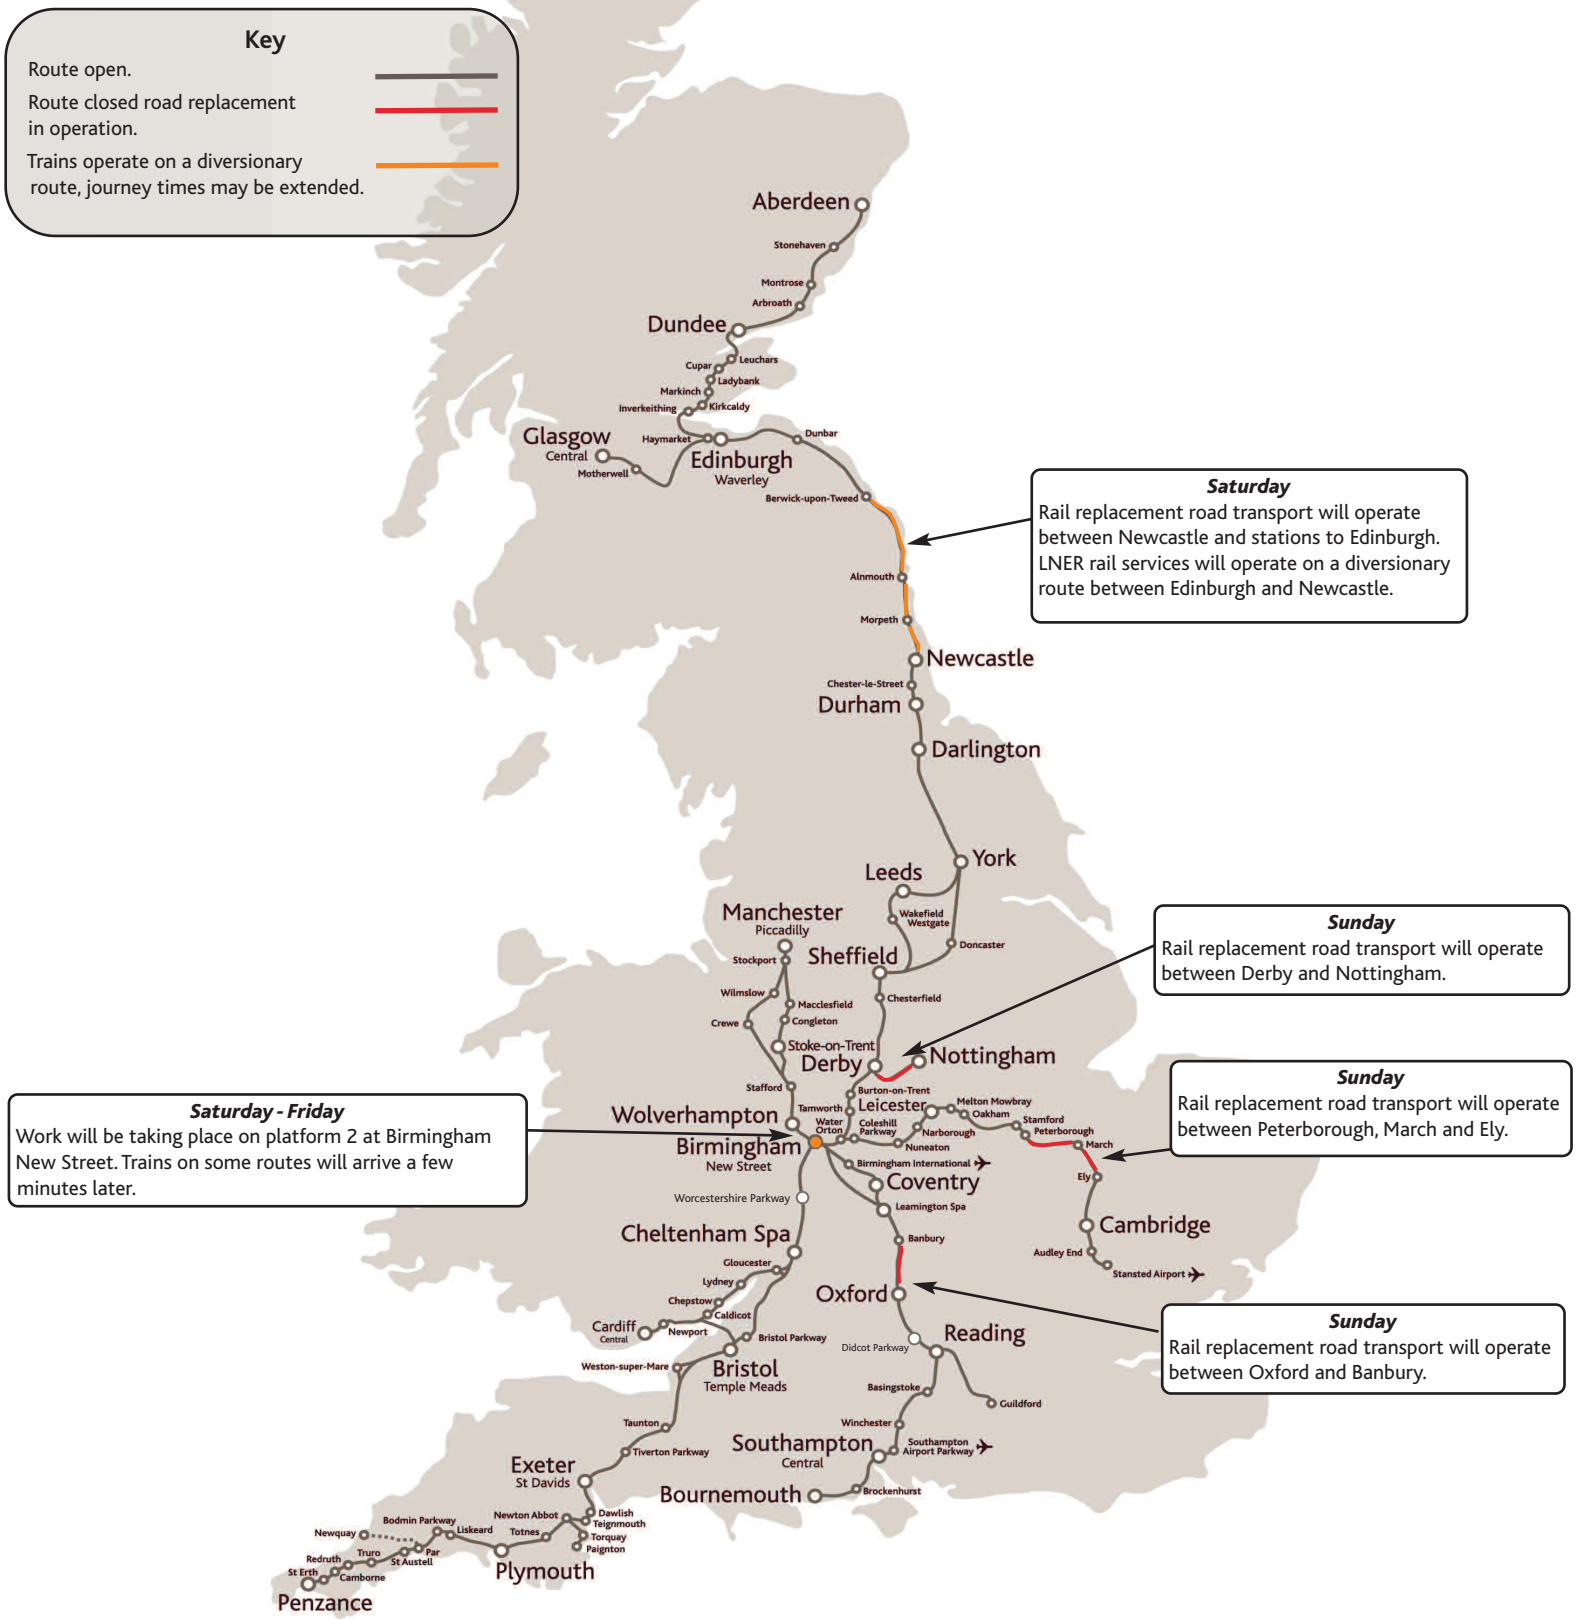 Key
Route open.
Route closed road replacement
in operation.
Trains operate on a diversionary
route, journey times may be extended.
Aberdeen
Stonehaven
Montrose
Arbroath
Dundee
Leuchars
Cupar
Ladybank
Markinch
Kirkcaldy
Inverkeithing
Glasgow
Central
Motherwell
Haymarket
Edinburgh
Waverley
Dunbar
Berwick-upon-Tweed
Saturday
Rail replacement road transport will operate
between Newcastle and stations to Edinburgh.
LNER rail services will operate on a diversionary
route between Edinburgh and Newcastle.
Alnmouth
Morpeth
Newcastle
Chester-le-Street
Durham
Darlington
York
Leeds
Wakefield
Westgate
Doncaster
Manchester
Piccadilly
Stockport
Sheffield
Wilmslow
Macclesfield
Chesterfield
Crewe
Congleton
Stoke-on-Trent
Derby
Nottingham
Sunday
Rail replacement road transport will operate
between Derby and Nottingham.
Stafford
Burton-on-Trent
Wolverhampton
Tamworth
Leicester
Melton Mowbray
Oakham
Stamford
Peterborough
March
Ely
Water
Orton
Coleshill
Parkway
Narborough
Nuneaton
Birmingham
New Street
Birmingham International
Sunday
Rail replacement road transport will operate
between Peterborough, March and Ely.
Saturday - Friday
Work will be taking place on platform 2 at Birmingham
New Street. Trains on some routes will arrive a few
minutes later.
Coventry
Worcestershire Parkway
Leamington Spa
Cheltenham Spa
Banbury
Cambridge
Audley End
Stansted Airport
Gloucester
Lydney
Chepstow
Caldicot
Oxford
Cardiff
Central
Newport
Bristol Parkway
Didcot Parkway
Reading
Sunday
Rail replacement road transport will operate
between Oxford and Banbury.
Weston-super-Mare
Bristol
Temple Meads
Basingstoke
Guildford
Taunton
Winchester
Tiverton Parkway
Southampton
Central
Southampton
Airport Parkway
Exeter
St Davids
Bournemouth
Brockenhurst
Dawlish
Teignmouth
Newton Abbot
Torquay
Paignton
Totnes
Bodmin Parkway
Liskeard
Newquay
Plymouth
Par
St Austell
Truro
Redruth
Camborne
St Erth
Penzance